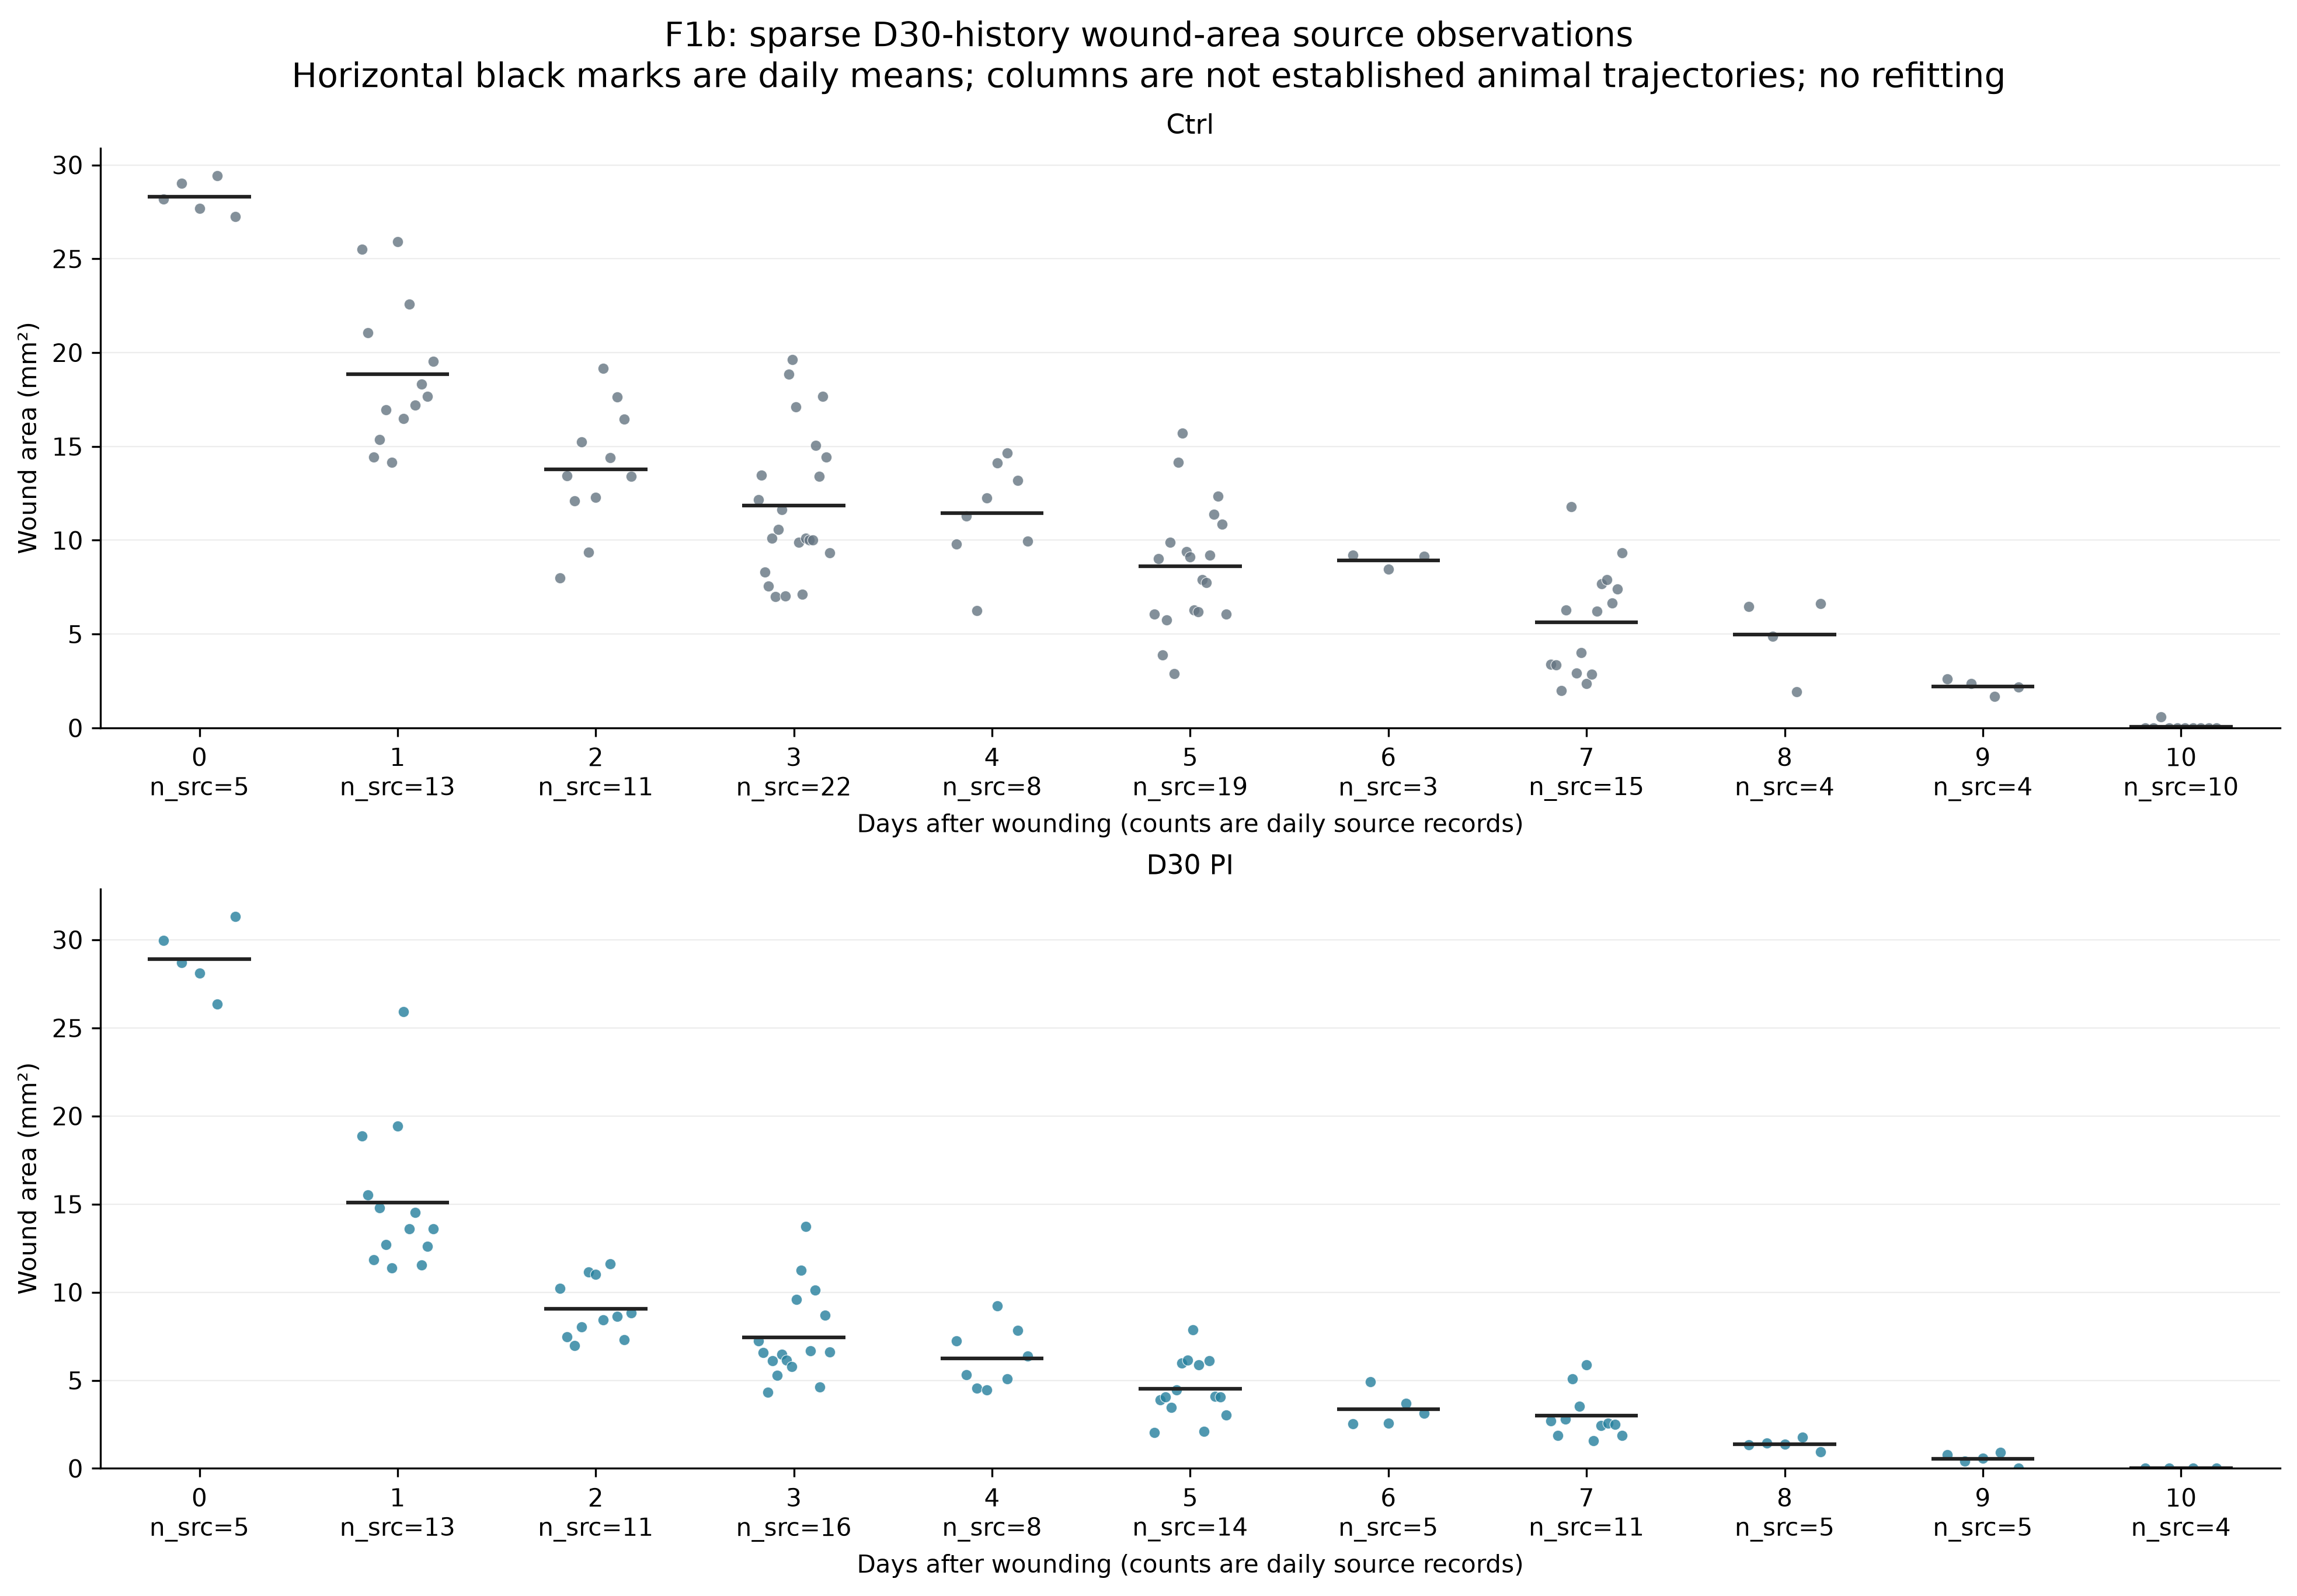 F1b: sparse D30-history wound-area source observations
Horizontal black marks are daily means; columns are not established animal trajectories; no refitting
Ctrl
Wound area (mm²)
30
25
20
15
10
5
0
0 1 2 3 4 5 6 7 8 9 10
n_src=5 n_src=13 n_src=11 n_src=22 n_src=8 n_src=19 n_src=3 n_src=15 n_src=4 n_src=4 n_src=10
Days after wounding (counts are daily source records)
D30 PI
Wound area (mm²)
30
25
20
15
10
5
0
0 1 2 3 4 5 6 7 8 9 10
n_src=5 n_src=13 n_src=11 n_src=16 n_src=8 n_src=14 n_src=5 n_src=11 n_src=5 n_src=5 n_src=4
Days after wounding (counts are daily source records)